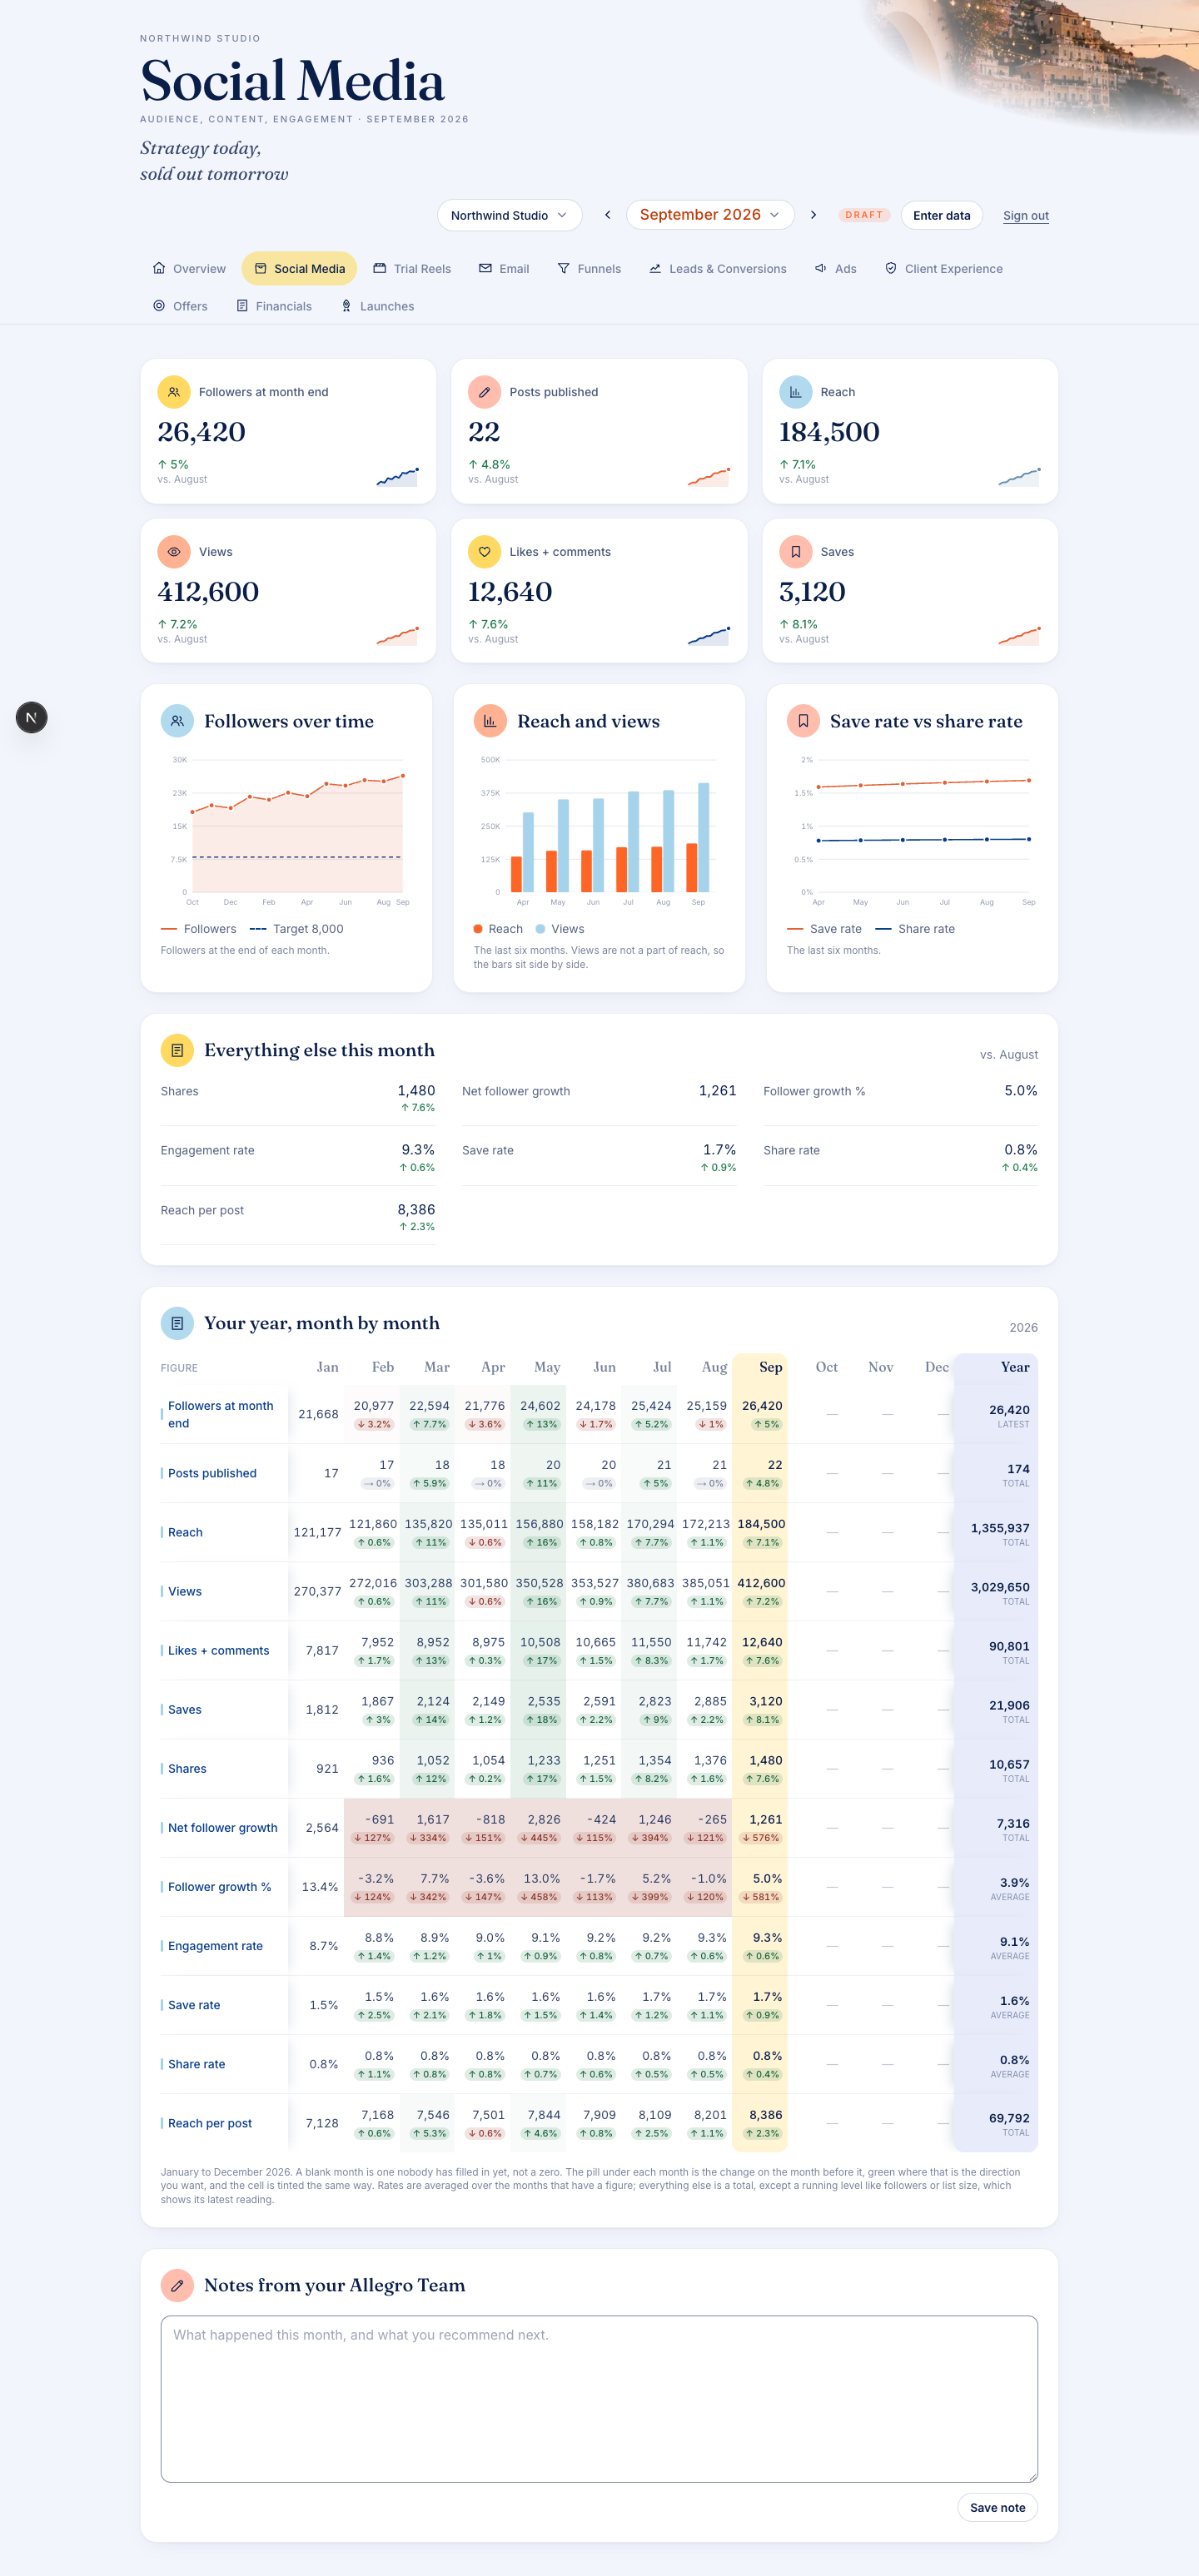 NORTHWIND STUDIO
Social Media
AUDIENCE, CONTENT, ENGAGEMENT · SEPTEMBER 2026
Strategy today,
sold out tomorrow
Northwind Studio
September 2026
DRAFT
Enter data
Sign out
Overview Social Media Trial Reels Email Funnels Leads & Conversions Ads Client Experience
Offers Financials Launches
Followers at month end Posts published Reach
26,420 22 184,500
↑ 5% ↑ 4.8% ↑ 7.1%
vs. August vs. August vs. August
Views Likes + comments Saves
412,600 12,640 3,120
↑ 7.2% ↑ 7.6% ↑ 8.1%
vs. August vs. August vs. August
N
Followers over time
30K
23K
15K
7.5K
0
Oct Dec Feb Apr Jun Aug Sep
Followers Target 8,000
Followers at the end of each month.
Reach and views
500K
375K
250K
125K
0
Apr May Jun Jul Aug Sep
Reach Views
The last six months. Views are not a part of reach, so
the bars sit side by side.
Save rate vs share rate
2%
1.5%
1%
0.5%
0%
Apr May Jun Jul Aug Sep
Save rate Share rate
The last six months.
Everything else this month vs. August
Shares 1,480 Net follower growth 1,261 Follower growth % 5.0%
↑ 7.6%
Engagement rate 9.3% Save rate 1.7% Share rate 0.8%
↑ 0.6% ↑ 0.9% ↑ 0.4%
Reach per post 8,386
↑ 2.3%
Your year, month by month 2026
FIGURE Jan Feb Mar Apr May Jun Jul Aug Sep Oct Nov Dec Year
Followers at month end 21,668 20,977 22,594 21,776 24,602 24,178 25,424 25,159 26,420 — — — 26,420
↓ 3.2% ↑ 7.7% ↓ 3.6% ↑ 13% ↓ 1.7% ↑ 5.2% ↓ 1% ↑ 5% LATEST
Posts published 17 17 18 18 20 20 21 21 22 — — — 174
→ 0% ↑ 5.9% → 0% ↑ 11% → 0% ↑ 5% → 0% ↑ 4.8% TOTAL
Reach 121,177 121,860 135,820 135,011 156,880 158,182 170,294 172,213 184,500 — — — 1,355,937
↑ 0.6% ↑ 11% ↓ 0.6% ↑ 16% ↑ 0.8% ↑ 7.7% ↑ 1.1% ↑ 7.1% TOTAL
Views 270,377 272,016 303,288 301,580 350,528 353,527 380,683 385,051 412,600 — — — 3,029,650
↑ 0.6% ↑ 11% ↓ 0.6% ↑ 16% ↑ 0.9% ↑ 7.7% ↑ 1.1% ↑ 7.2% TOTAL
Likes + comments 7,817 7,952 8,952 8,975 10,508 10,665 11,550 11,742 12,640 — — — 90,801
↑ 1.7% ↑ 13% ↑ 0.3% ↑ 17% ↑ 1.5% ↑ 8.3% ↑ 1.7% ↑ 7.6% TOTAL
Saves 1,812 1,867 2,124 2,149 2,535 2,591 2,823 2,885 3,120 — — — 21,906
↑ 3% ↑ 14% ↑ 1.2% ↑ 18% ↑ 2.2% ↑ 9% ↑ 2.2% ↑ 8.1% TOTAL
Shares 921 936 1,052 1,054 1,233 1,251 1,354 1,376 1,480 — — — 10,657
↑ 1.6% ↑ 12% ↑ 0.2% ↑ 17% ↑ 1.5% ↑ 8.2% ↑ 1.6% ↑ 7.6% TOTAL
Net follower growth 2,564 -691 1,617 -818 2,826 -424 1,246 -265 1,261 — — — 7,316
↓ 127% ↓ 334% ↓ 151% ↓ 445% ↓ 115% ↓ 394% ↓ 121% ↓ 576% TOTAL
Follower growth % 13.4% -3.2% 7.7% -3.6% 13.0% -1.7% 5.2% -1.0% 5.0% — — — 3.9%
↓ 124% ↓ 342% ↓ 147% ↓ 458% ↓ 113% ↓ 399% ↓ 120% ↓ 581% AVERAGE
Engagement rate 8.7% 8.8% 8.9% 9.0% 9.1% 9.2% 9.2% 9.3% 9.3% — — — 9.1%
↑ 1.4% ↑ 1.2% ↑ 1% ↑ 0.9% ↑ 0.8% ↑ 0.7% ↑ 0.6% ↑ 0.6% AVERAGE
Save rate 1.5% 1.5% 1.6% 1.6% 1.6% 1.6% 1.7% 1.7% 1.7% — — — 1.6%
↑ 2.5% ↑ 2.1% ↑ 1.8% ↑ 1.5% ↑ 1.4% ↑ 1.2% ↑ 1.1% ↑ 0.9% AVERAGE
Share rate 0.8% 0.8% 0.8% 0.8% 0.8% 0.8% 0.8% 0.8% 0.8% — — — 0.8%
↑ 1.1% ↑ 0.8% ↑ 0.8% ↑ 0.7% ↑ 0.6% ↑ 0.5% ↑ 0.5% ↑ 0.4% AVERAGE
Reach per post 7,128 7,168 7,546 7,501 7,844 7,909 8,109 8,201 8,386 — — — 69,792
↑ 0.6% ↑ 5.3% ↓ 0.6% ↑ 4.6% ↑ 0.8% ↑ 2.5% ↑ 1.1% ↑ 2.3% TOTAL
January to December 2026. A blank month is one nobody has filled in yet, not a zero. The pill under each month is the change on the month before it, green where that is the direction
you want, and the cell is tinted the same way. Rates are averaged over the months that have a figure; everything else is a total, except a running level like followers or list size, which
shows its latest reading.
Notes from your Allegro Team
What happened this month, and what you recommend next.
Save note